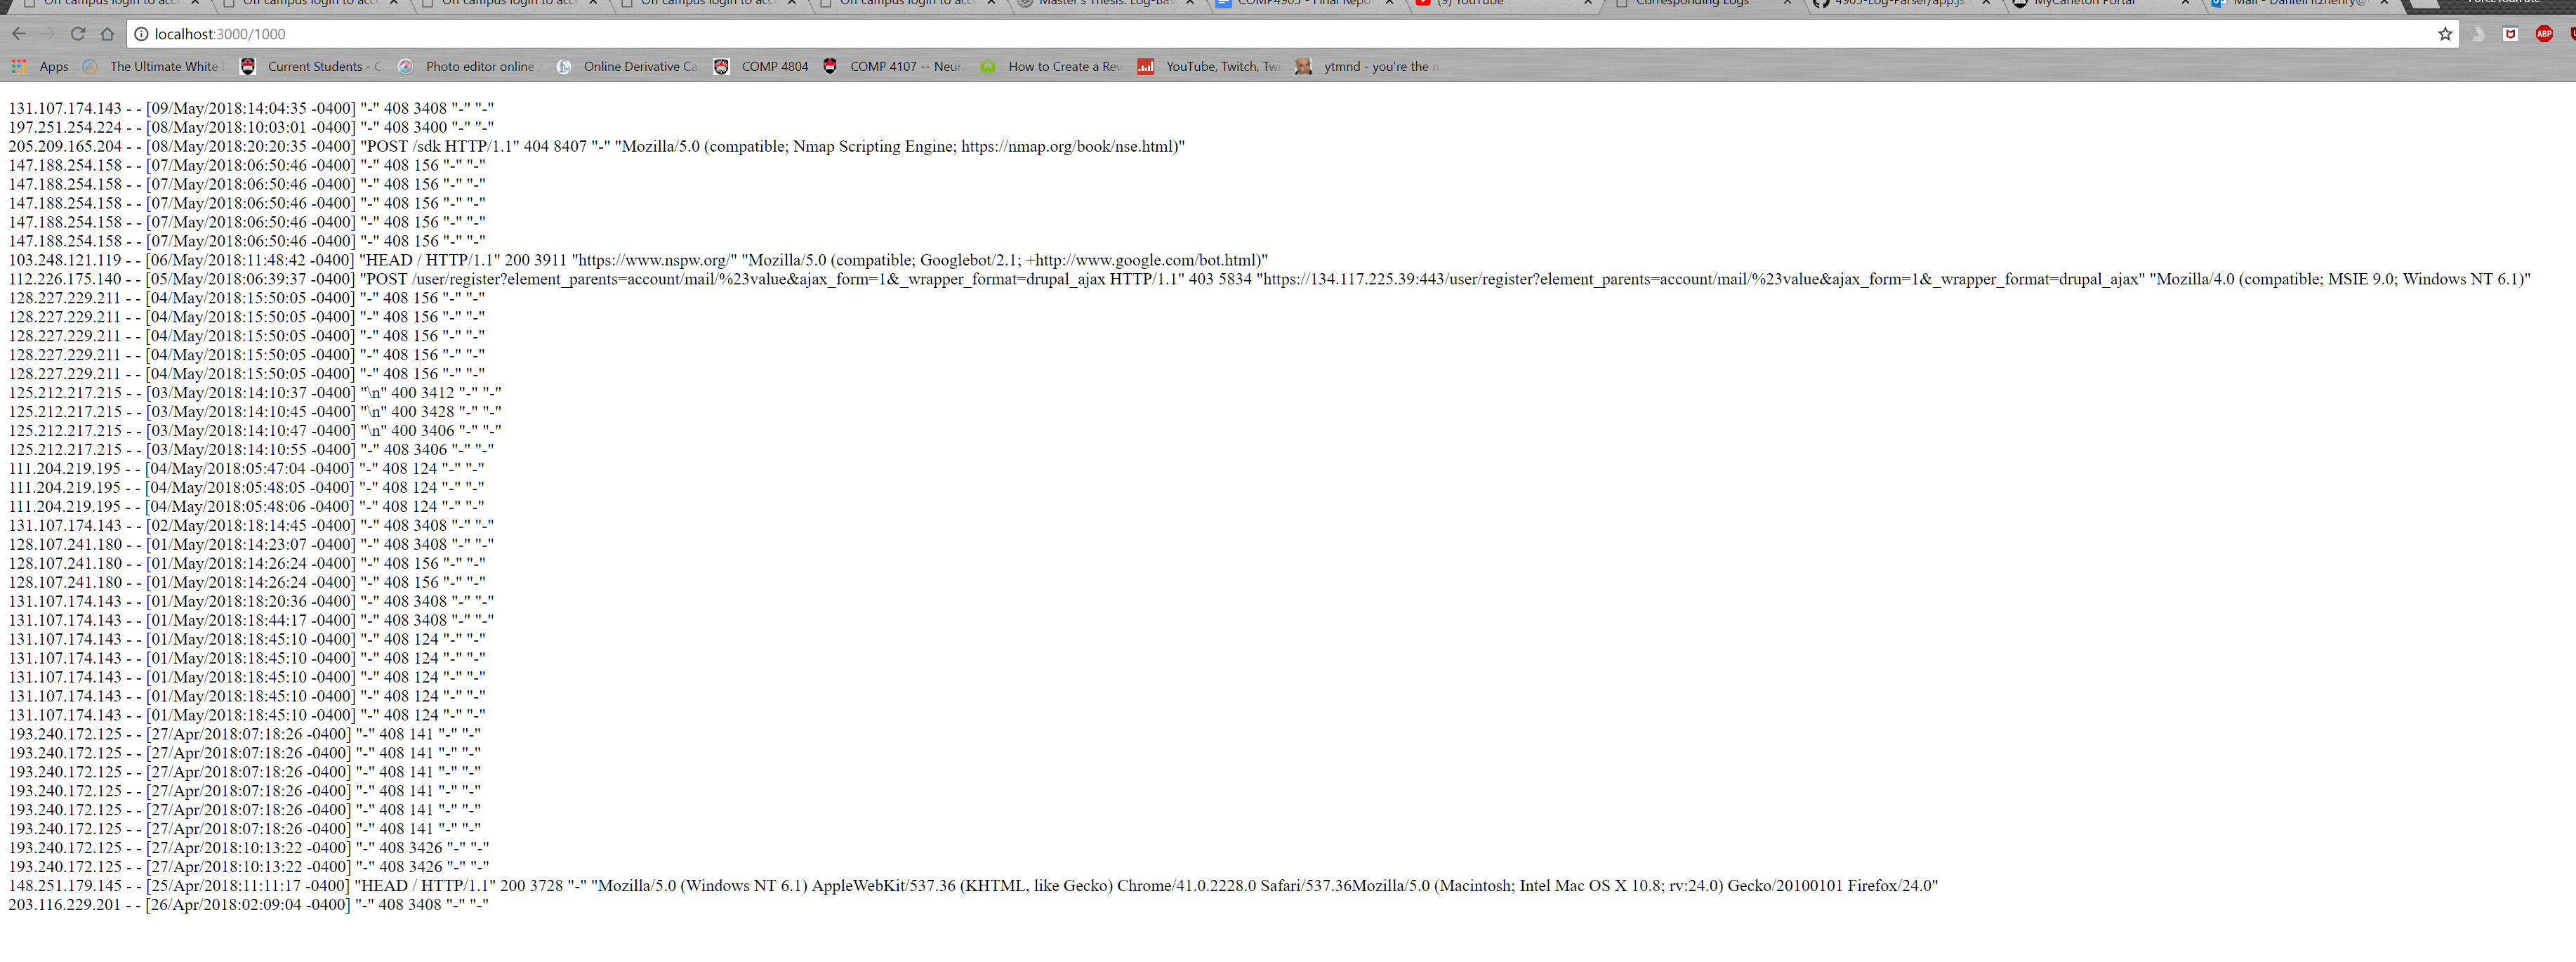 Off campus login to acce
Off campus login to acce
Off campus login to acce
Off campus login to acce
Off campus login to acce
Master's Thesis: Log-Bas
COMP4905 - Final Repor
(9) YouTube
Corresponding Logs
4905-Log-Parser/app.js
MyCarleton Portal
localhost:3000/1000
Apps
The Ultimate White
Current Students - C
Photo editor online
Online Derivative Ca
COMP 4804
COMP 4107 -- Neur
How to Create a Rev
YouTube, Twitch, Twi
ytmnd - you're the n
ABP
131.107.174.143 - - [09/May/2018:14:04:35 -0400] "-" 408 3408 "-" "-"
197.251.254.224 - - [08/May/2018:10:03:01 -0400] "-" 408 3400 "-" "-"
205.209.165.204 - - [08/May/2018:20:20:35 -0400] "POST /sdk HTTP/1.1" 404 8407 "-" "Mozilla/5.0 (compatible; Nmap Scripting Engine; https://nmap.org/book/nse.html)"
147.188.254.158 - - [07/May/2018:06:50:46 -0400] "-" 408 156 "-" "-"
147.188.254.158 - - [07/May/2018:06:50:46 -0400] "-" 408 156 "-" "-"
147.188.254.158 - - [07/May/2018:06:50:46 -0400] "-" 408 156 "-" "-"
147.188.254.158 - - [07/May/2018:06:50:46 -0400] "-" 408 156 "-" "-"
147.188.254.158 - - [07/May/2018:06:50:46 -0400] "-" 408 156 "-" "-"
103.248.121.119 - - [06/May/2018:11:48:42 -0400] "HEAD / HTTP/1.1" 200 3911 "https://www.nspw.org/" "Mozilla/5.0 (compatible; Googlebot/2.1; +http://www.google.com/bot.html)"
112.226.175.140 - - [05/May/2018:06:39:37 -0400] "POST /user/register?element_parents=account/mail/%23value&ajax_form=1&_wrapper_format=drupal_ajax HTTP/1.1" 403 5834 "https://134.117.225.39:443/user/register?element_parents=account/mail/%23value&ajax_form=1&_wrapper_format=drupal_ajax" "Mozilla/4.0 (compatible; MSIE 9.0; Windows NT 6.1)"
128.227.229.211 - - [04/May/2018:15:50:05 -0400] "-" 408 156 "-" "-"
128.227.229.211 - - [04/May/2018:15:50:05 -0400] "-" 408 156 "-" "-"
128.227.229.211 - - [04/May/2018:15:50:05 -0400] "-" 408 156 "-" "-"
128.227.229.211 - - [04/May/2018:15:50:05 -0400] "-" 408 156 "-" "-"
128.227.229.211 - - [04/May/2018:15:50:05 -0400] "-" 408 156 "-" "-"
125.212.217.215 - - [03/May/2018:14:10:37 -0400] "\n" 400 3412 "-" "-"
125.212.217.215 - - [03/May/2018:14:10:45 -0400] "\n" 400 3428 "-" "-"
125.212.217.215 - - [03/May/2018:14:10:47 -0400] "\n" 400 3406 "-" "-"
125.212.217.215 - - [03/May/2018:14:10:55 -0400] "-" 408 3406 "-" "-"
111.204.219.195 - - [04/May/2018:05:47:04 -0400] "-" 408 124 "-" "-"
111.204.219.195 - - [04/May/2018:05:48:05 -0400] "-" 408 124 "-" "-"
111.204.219.195 - - [04/May/2018:05:48:06 -0400] "-" 408 124 "-" "-"
131.107.174.143 - - [02/May/2018:18:14:45 -0400] "-" 408 3408 "-" "-"
128.107.241.180 - - [01/May/2018:14:23:07 -0400] "-" 408 3408 "-" "-"
128.107.241.180 - - [01/May/2018:14:26:24 -0400] "-" 408 156 "-" "-"
128.107.241.180 - - [01/May/2018:14:26:24 -0400] "-" 408 156 "-" "-"
131.107.174.143 - - [01/May/2018:18:20:36 -0400] "-" 408 3408 "-" "-"
131.107.174.143 - - [01/May/2018:18:44:17 -0400] "-" 408 3408 "-" "-"
131.107.174.143 - - [01/May/2018:18:45:10 -0400] "-" 408 124 "-" "-"
131.107.174.143 - - [01/May/2018:18:45:10 -0400] "-" 408 124 "-" "-"
131.107.174.143 - - [01/May/2018:18:45:10 -0400] "-" 408 124 "-" "-"
131.107.174.143 - - [01/May/2018:18:45:10 -0400] "-" 408 124 "-" "-"
131.107.174.143 - - [01/May/2018:18:45:10 -0400] "-" 408 124 "-" "-"
193.240.172.125 - - [27/Apr/2018:07:18:26 -0400] "-" 408 141 "-" "-"
193.240.172.125 - - [27/Apr/2018:07:18:26 -0400] "-" 408 141 "-" "-"
193.240.172.125 - - [27/Apr/2018:07:18:26 -0400] "-" 408 141 "-" "-"
193.240.172.125 - - [27/Apr/2018:07:18:26 -0400] "-" 408 141 "-" "-"
193.240.172.125 - - [27/Apr/2018:07:18:26 -0400] "-" 408 141 "-" "-"
193.240.172.125 - - [27/Apr/2018:07:18:26 -0400] "-" 408 141 "-" "-"
193.240.172.125 - - [27/Apr/2018:10:13:22 -0400] "-" 408 3426 "-" "-"
193.240.172.125 - - [27/Apr/2018:10:13:22 -0400] "-" 408 3426 "-" "-"
148.251.179.145 - - [25/Apr/2018:11:11:17 -0400] "HEAD / HTTP/1.1" 200 3728 "-" "Mozilla/5.0 (Windows NT 6.1) AppleWebKit/537.36 (KHTML, like Gecko) Chrome/41.0.2228.0 Safari/537.36Mozilla/5.0 (Macintosh; Intel Mac OS X 10.8; rv:24.0) Gecko/20100101 Firefox/24.0"
203.116.229.201 - - [26/Apr/2018:02:09:04 -0400] "-" 408 3408 "-" "-"